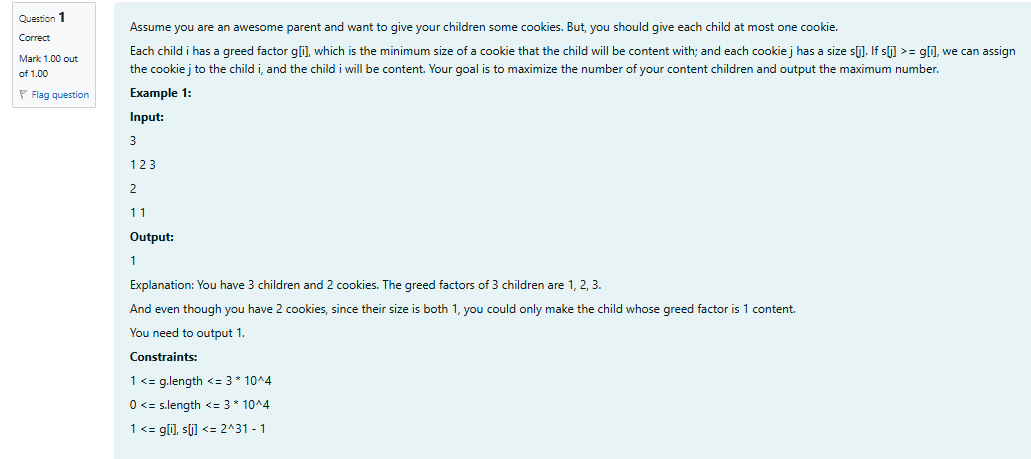 Question 1
Correct
Mark 1.00 out
of 1.00
Flag question
Assume you are an awesome parent and want to give your children some cookies. But, you should give each child at most one cookie.
Each child i has a greed factor g[i], which is the minimum size of a cookie that the child will be content with; and each cookie j has a size s[j]. If s[j] >= g[i], we can assign
the cookie j to the child i, and the child i will be content. Your goal is to maximize the number of your content children and output the maximum number.
Example 1:
Input:
3
1 2 3
2
1 1
Output:
1
Explanation: You have 3 children and 2 cookies. The greed factors of 3 children are 1, 2, 3.
And even though you have 2 cookies, since their size is both 1, you could only make the child whose greed factor is 1 content.
You need to output 1.
Constraints:
1 <= g.length <= 3 * 10^4
0 <= s.length <= 3 * 10^4
1 <= g[i], s[j] <= 2^31 - 1